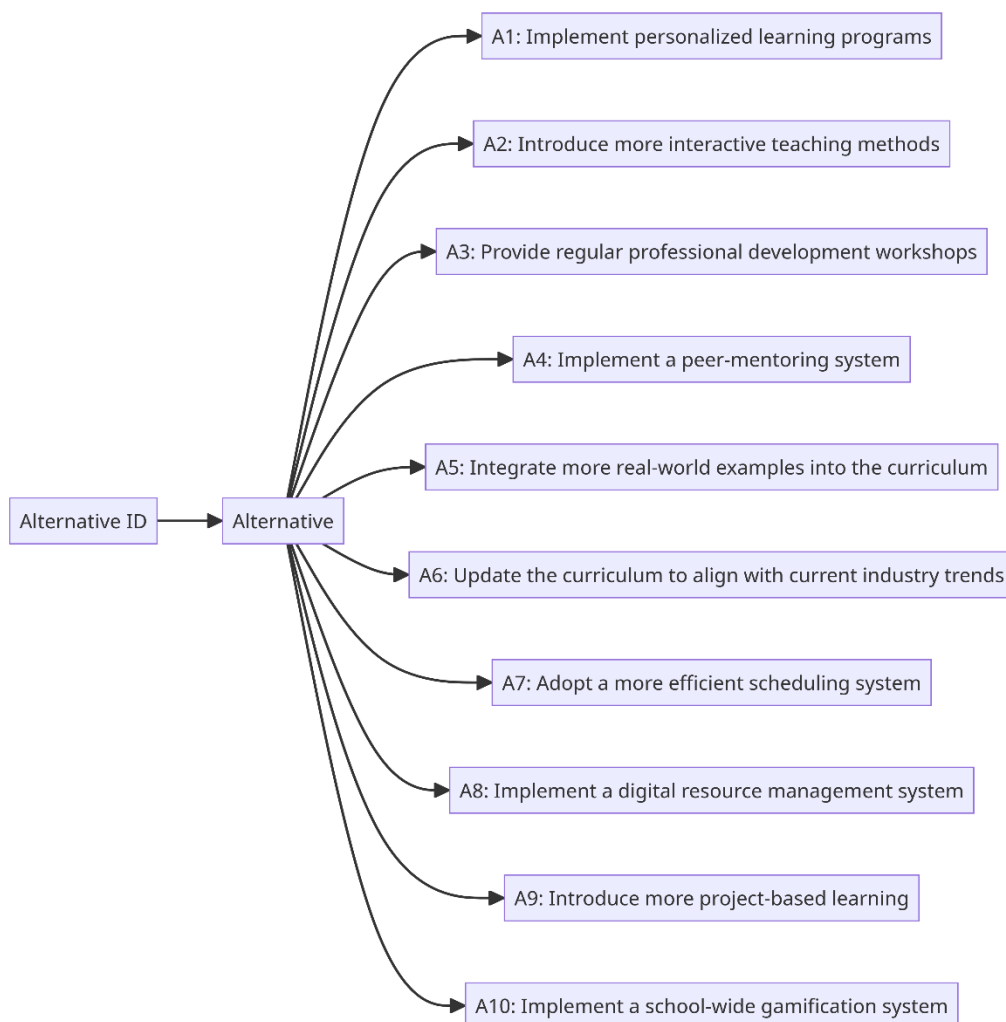 A1: Implement personalized learning programs
A2: Introduce more interactive teaching methods
A3: Provide regular professional development workshops
A4: Implement a peer-mentoring system
A5: Integrate more real-world examples into the curriculum
Alternative ID
Alternative
A6: Update the curriculum to align with current industry trends
A7: Adopt a more efficient scheduling system
A8: Implement a digital resource management system
A9: Introduce more project-based learning
A10: Implement a school-wide gamification system